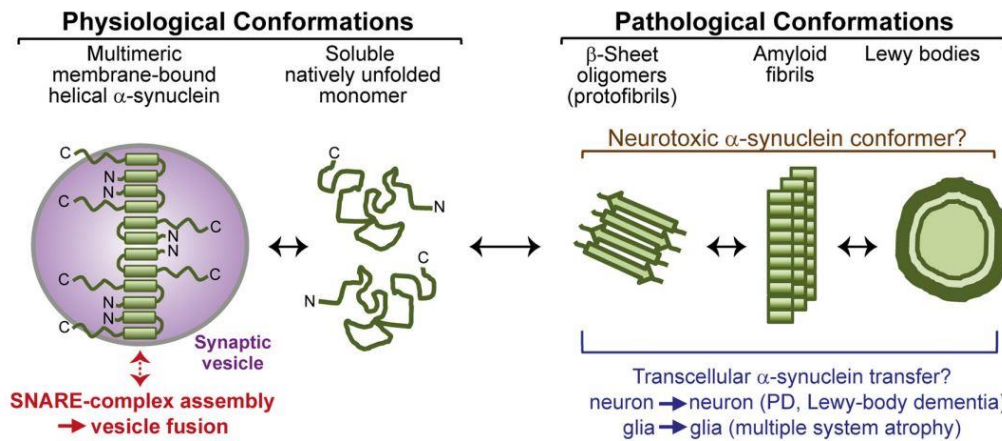 Physiological Conformations
Multimeric
membrane-bound
helical α-synuclein
Soluble
natively unfolded
monomer
C
N
N
C
C
N
N
C
C
N
N
C
C
N
C
N
Synaptic
vesicle
SNARE-complex assembly
→ vesicle fusion
Pathological Conformations
β-Sheet
oligomers
(protofibrils)
Amyloid
fibrils
Lewy bodies
Neurotoxic α-synuclein conformer?
Transcellular α-synuclein transfer?
neuron → neuron (PD, Lewy-body dementia)
glia → glia (multiple system atrophy)